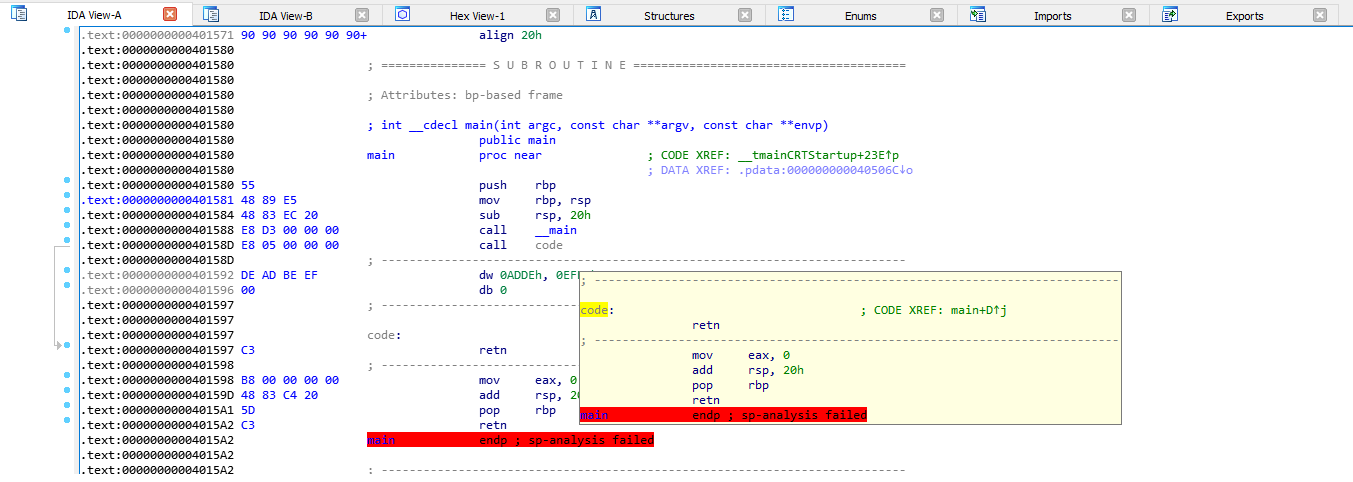 IDA View-A IDA View-B Hex View-1 Structures Enums Imports Exports
.text:0000000000401571 90 90 90 90 90 90+ align 20h
.text:0000000000401580
.text:0000000000401580 ; =============== S U B R O U T I N E =======================================
.text:0000000000401580
.text:0000000000401580 ; Attributes: bp-based frame
.text:0000000000401580
.text:0000000000401580 ; int __cdecl main(int argc, const char **argv, const char **envp)
.text:0000000000401580 public main
.text:0000000000401580 main proc near ; CODE XREF: __tmainCRTStartup+23E↑p
.text:0000000000401580 ; DATA XREF: .pdata:000000000040506C↓o
.text:0000000000401580 55 push rbp
.text:0000000000401581 48 89 E5 mov rbp, rsp
.text:0000000000401584 48 83 EC 20 sub rsp, 20h
.text:0000000000401588 E8 D3 00 00 00 call __main
.text:000000000040158D E8 05 00 00 00 call code
.text:000000000040158D ; ---------------------------------------------------------------------------
.text:0000000000401592 DE AD BE EF dw 0ADDEh,
.text:0000000000401596 00 db 0
.text:0000000000401597 ; ----------------------------
.text:0000000000401597
.text:0000000000401597 code:
.text:0000000000401597 C3 retn
.text:0000000000401598 ; ----------------------------
.text:0000000000401598 B8 00 00 00 00 mov eax, 0
.text:000000000040159D 48 83 C4 20 add rsp,
.text:00000000004015A1 5D pop rbp
.text:00000000004015A2 C3 retn
.text:00000000004015A2 main endp ; sp-analysis failed
.text:00000000004015A2
.text:00000000004015A2 ; ---------------------------------------------------------------------------
; ---------------------------------------------------------------------------
code: ; CODE XREF: main+D↑j
retn
; ---------------------------------------------------------------------------
mov eax, 0
add rsp, 20h
pop rbp
retn
main endp ; sp-analysis failed